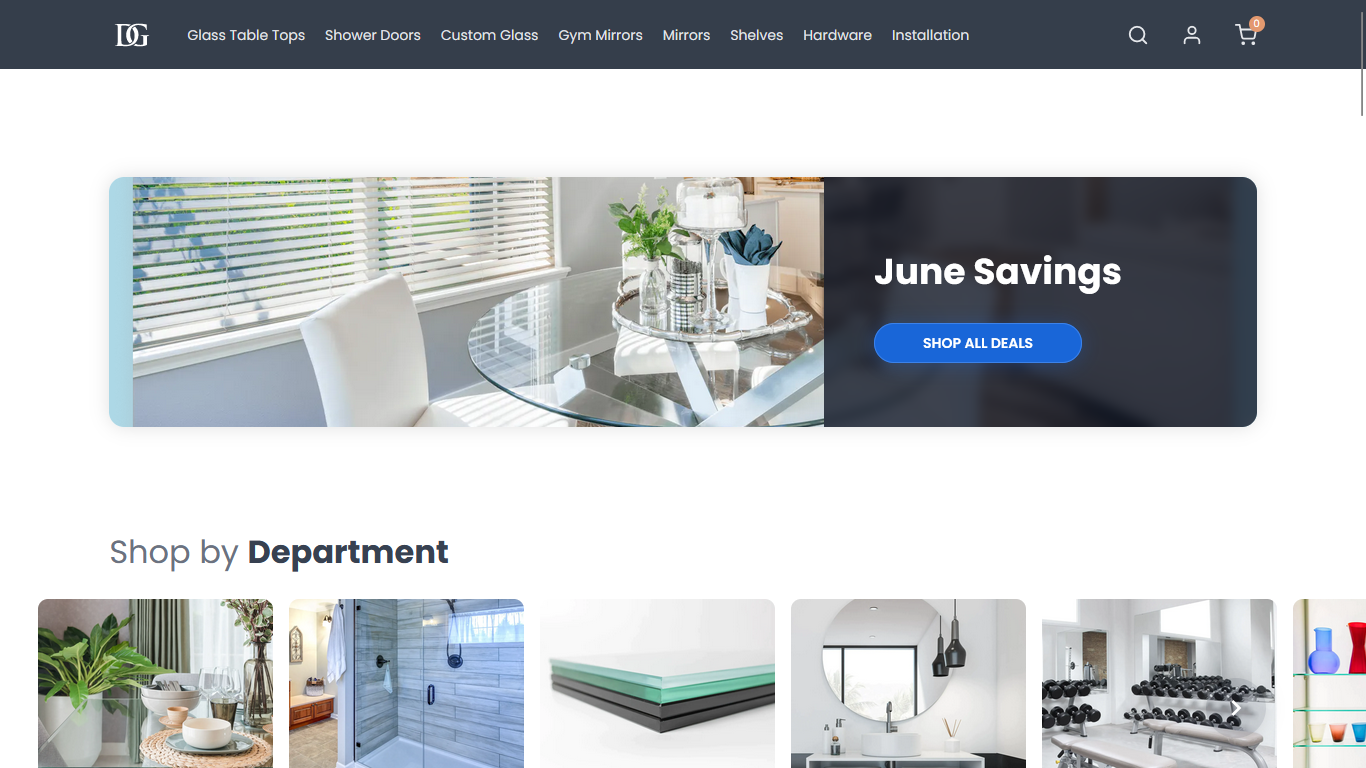 DG
Glass Table Tops
Shower Doors
Custom Glass
Gym Mirrors
Mirrors
Shelves
Hardware
Installation
0
June Savings
SHOP ALL DEALS
Shop by Department